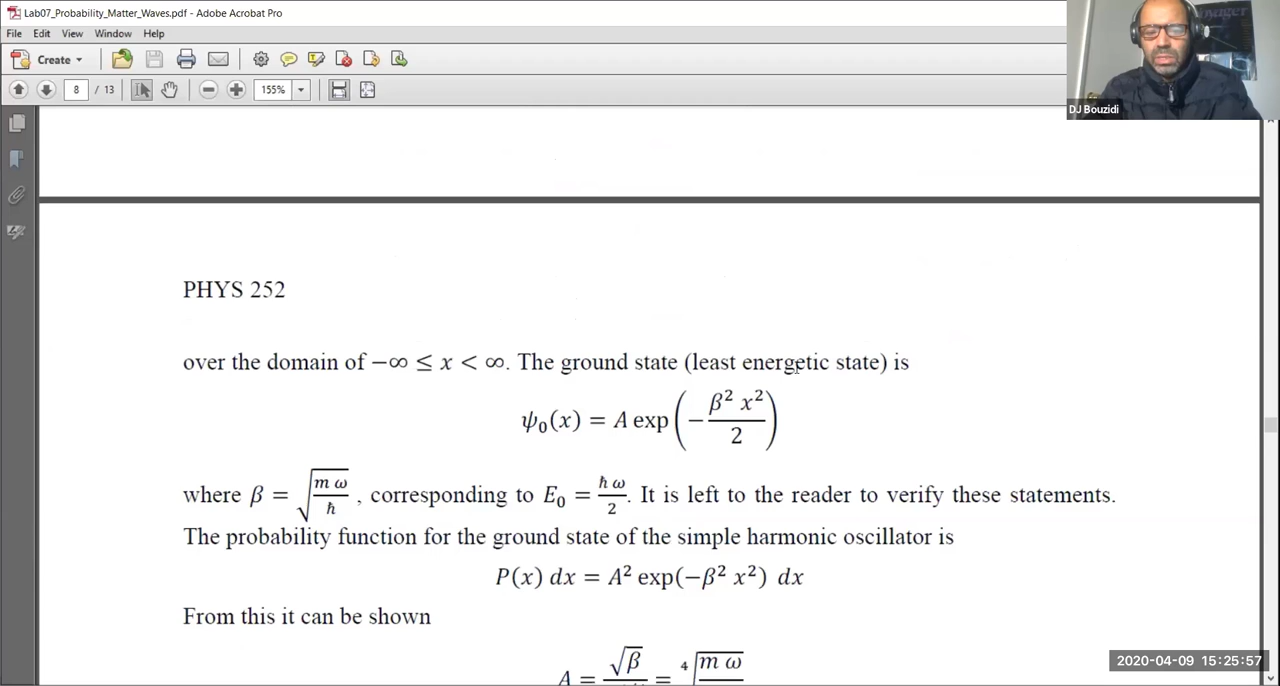 Lab07_Probability_Matter_Waves.pdf - Adobe Acrobat Pro
File Edit View Window Help
Create
8 / 13 155%
DJ Bouzidi
PHYS 252
over the domain of −∞ ≤ x < ∞. The ground state (least energetic state) is
ψ₀(x) = A exp(−β² x²/2)
where β = √(m ω/ħ) , corresponding to E₀ = ħ ω/2. It is left to the reader to verify these statements.
The probability function for the ground state of the simple harmonic oscillator is
P(x) dx = A² exp(−β² x²) dx
From this it can be shown
A = √β = ⁴√m ω
2020-04-09 15:25:57